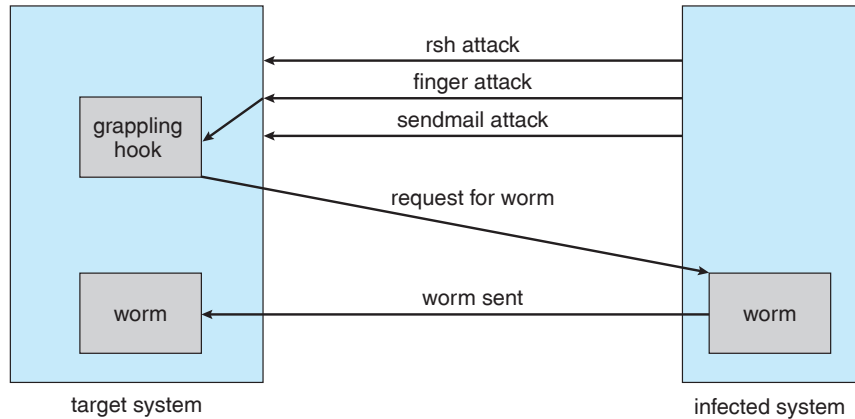 rsh attack
finger attack
sendmail attack
grappling
hook
request for worm
worm
worm sent
worm
target system
infected system